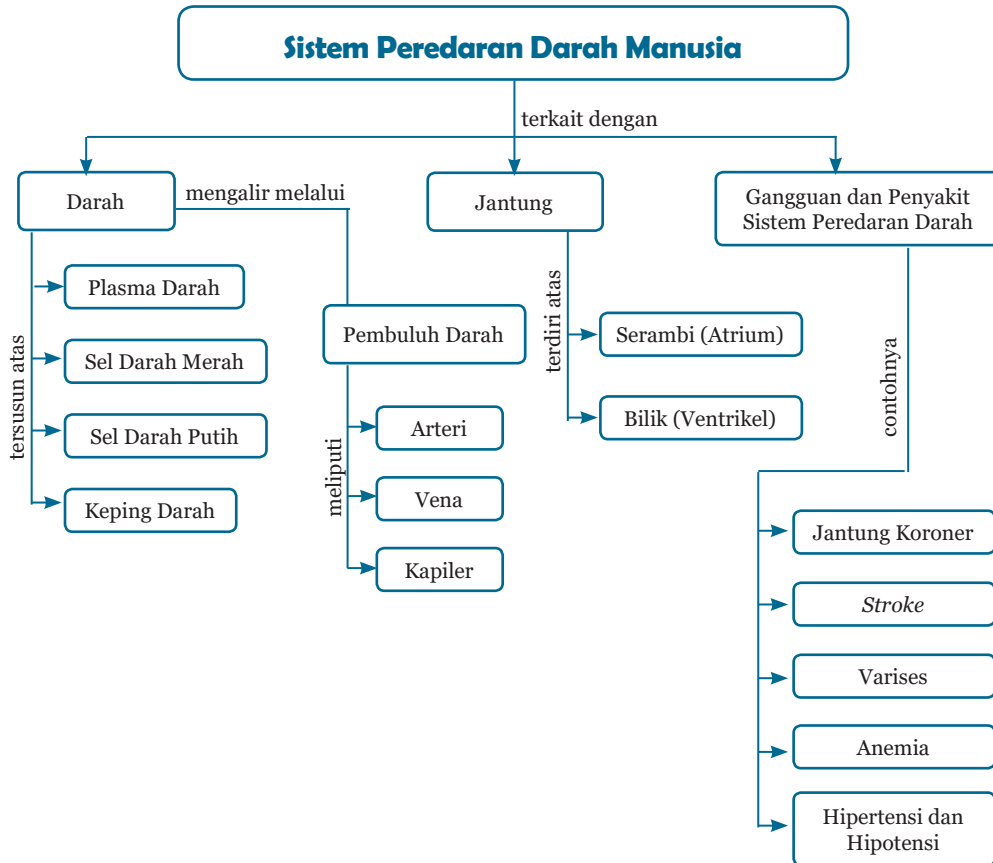 Sistem Peredaran Darah Manusia
terkait dengan
Darah
mengalir melalui
Jantung
Gangguan dan Penyakit
Sistem Peredaran Darah
tersusun atas
Plasma Darah
Sel Darah Merah
Sel Darah Putih
Keping Darah
Pembuluh Darah
meliputi
Arteri
Vena
Kapiler
terdiri atas
Serambi (Atrium)
Bilik (Ventrikel)
contohnya
Jantung Koroner
Stroke
Varises
Anemia
Hipertensi dan
Hipotensi